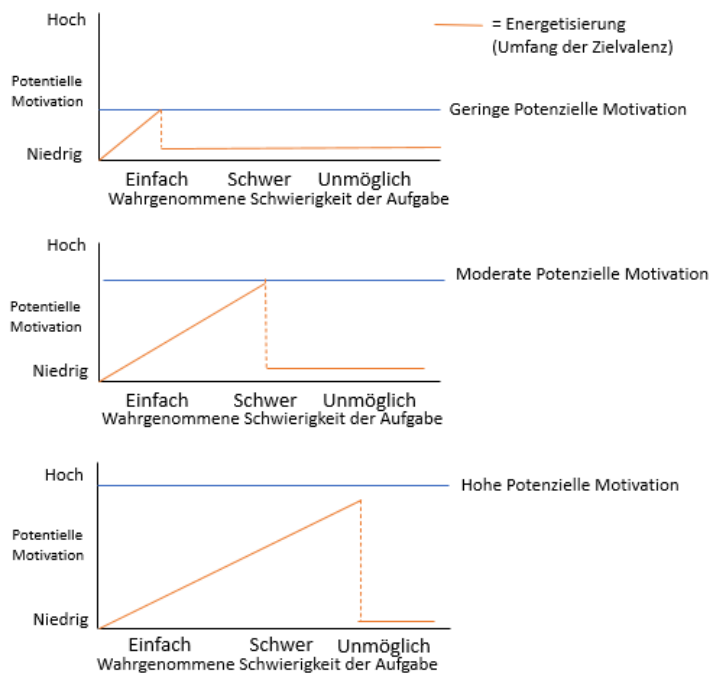 Hoch
= Energetisierung
(Umfang der Zielvalenz)
Potentielle
Motivation
Geringe Potenzielle Motivation
Niedrig
Einfach Schwer Unmöglich
Wahrgenommene Schwierigkeit der Aufgabe
Hoch
Moderate Potenzielle Motivation
Potentielle
Motivation
Niedrig
Einfach Schwer Unmöglich
Wahrgenommene Schwierigkeit der Aufgabe
Hoch
Hohe Potenzielle Motivation
Potentielle
Motivation
Niedrig
Einfach Schwer Unmöglich
Wahrgenommene Schwierigkeit der Aufgabe